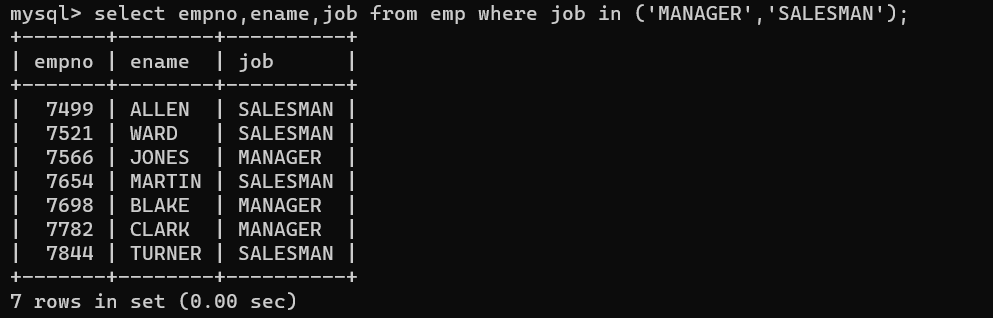 mysql> select empno,ename,job from emp where job in ('MANAGER','SALESMAN');
+-------+--------+----------+
| empno | ename  | job      |
+-------+--------+----------+
|  7499 | ALLEN  | SALESMAN |
|  7521 | WARD   | SALESMAN |
|  7566 | JONES  | MANAGER  |
|  7654 | MARTIN | SALESMAN |
|  7698 | BLAKE  | MANAGER  |
|  7782 | CLARK  | MANAGER  |
|  7844 | TURNER | SALESMAN |
+-------+--------+----------+
7 rows in set (0.00 sec)